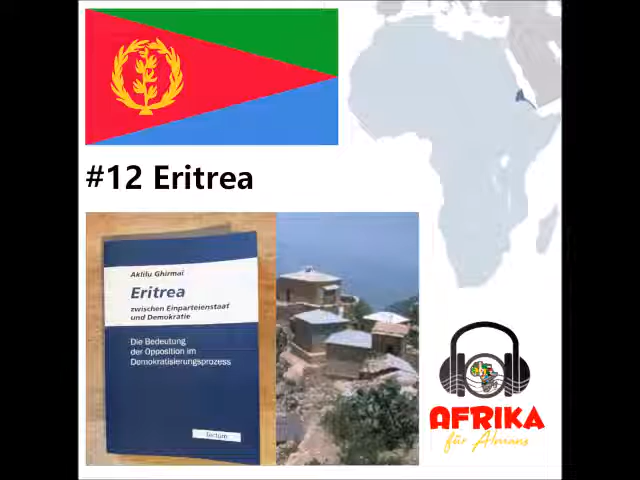 #12 Eritrea
Aklilu Ghirmai
Eritrea
zwischen Einparteienstaat
und Demokratie
Die Bedeutung
der Opposition im
Demokratisierungsprozess
Tectum
AFRIKA
für Almans